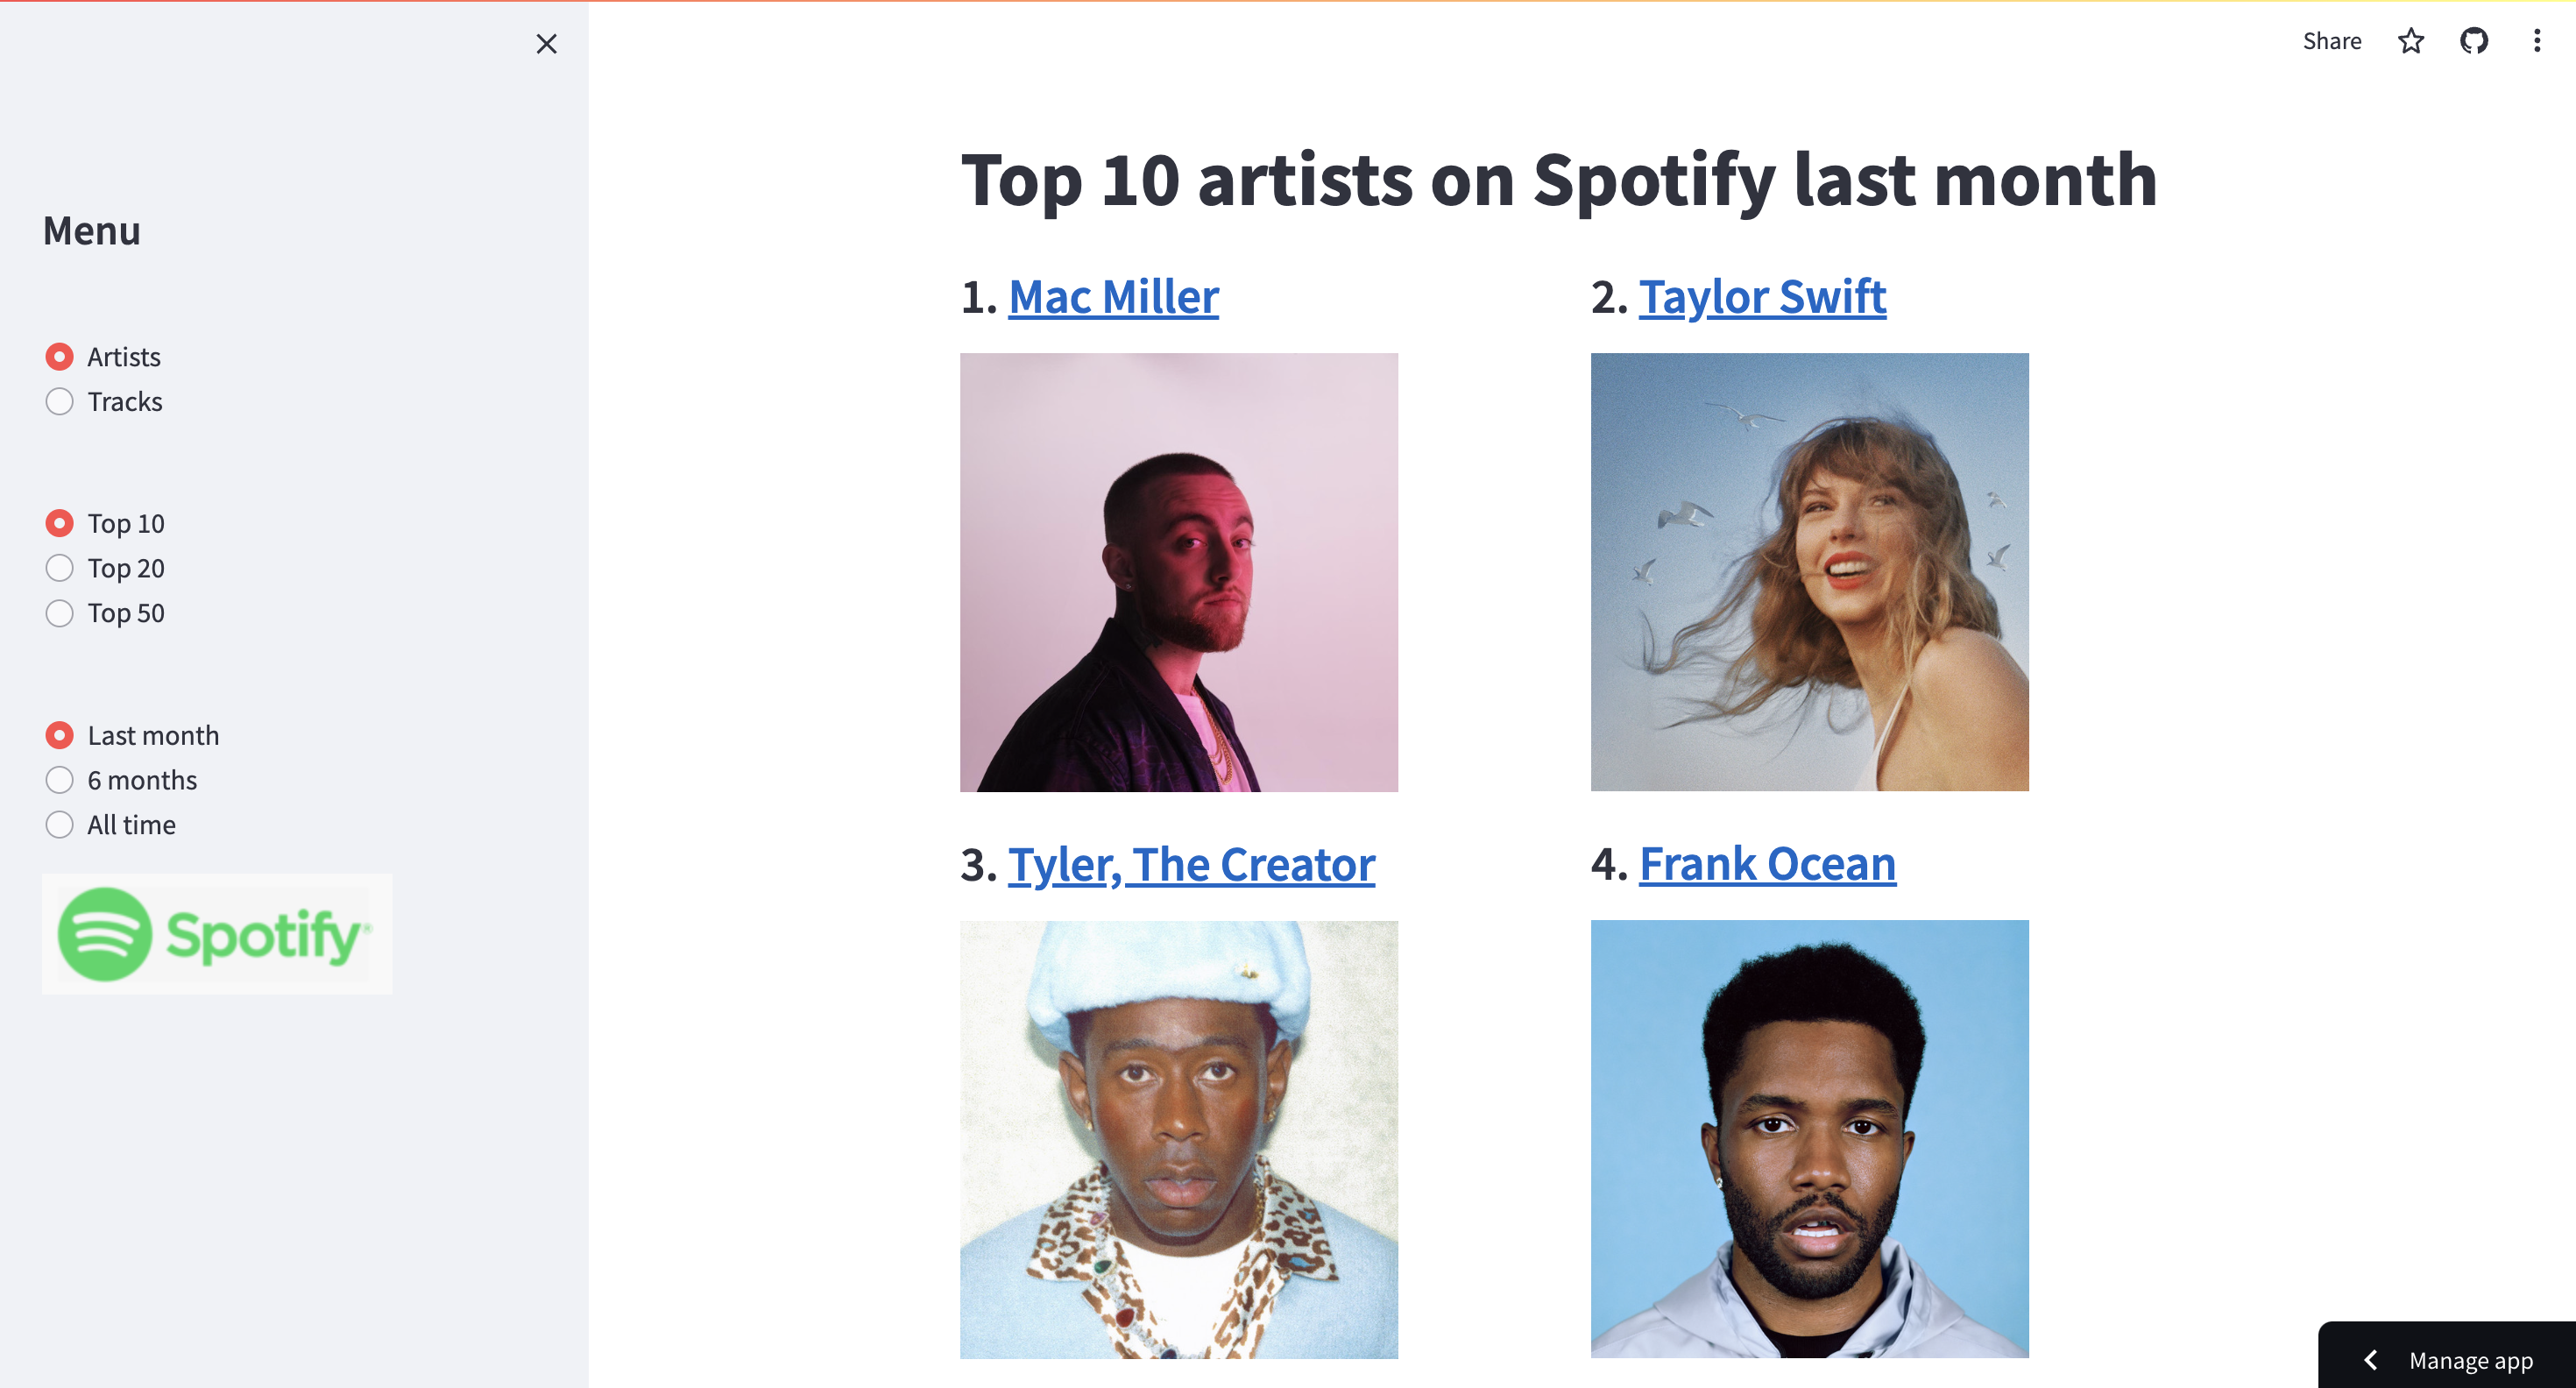 Share
Menu
Artists
Tracks
Top 10
Top 20
Top 50
Last month
6 months
All time
Spotify®
Top 10 artists on Spotify last month
1. Mac Miller
2. Taylor Swift
3. Tyler, The Creator
4. Frank Ocean
Manage app